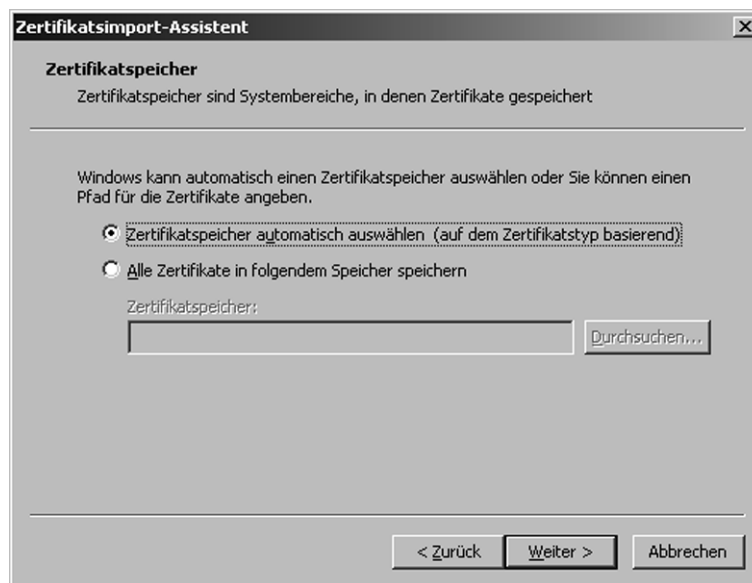 Zertifikatsimport-Assistent
Zertifikatspeicher
Zertifikatspeicher sind Systembereiche, in denen Zertifikate gespeichert
Windows kann automatisch einen Zertifikatspeicher auswählen oder Sie können einen
Pfad für die Zertifikate angeben.
Zertifikatspeicher automatisch auswählen (auf dem Zertifikatstyp basierend)
Alle Zertifikate in folgendem Speicher speichern
Zertifikatspeicher:
Durchsuchen...
< Zurück Weiter > Abbrechen